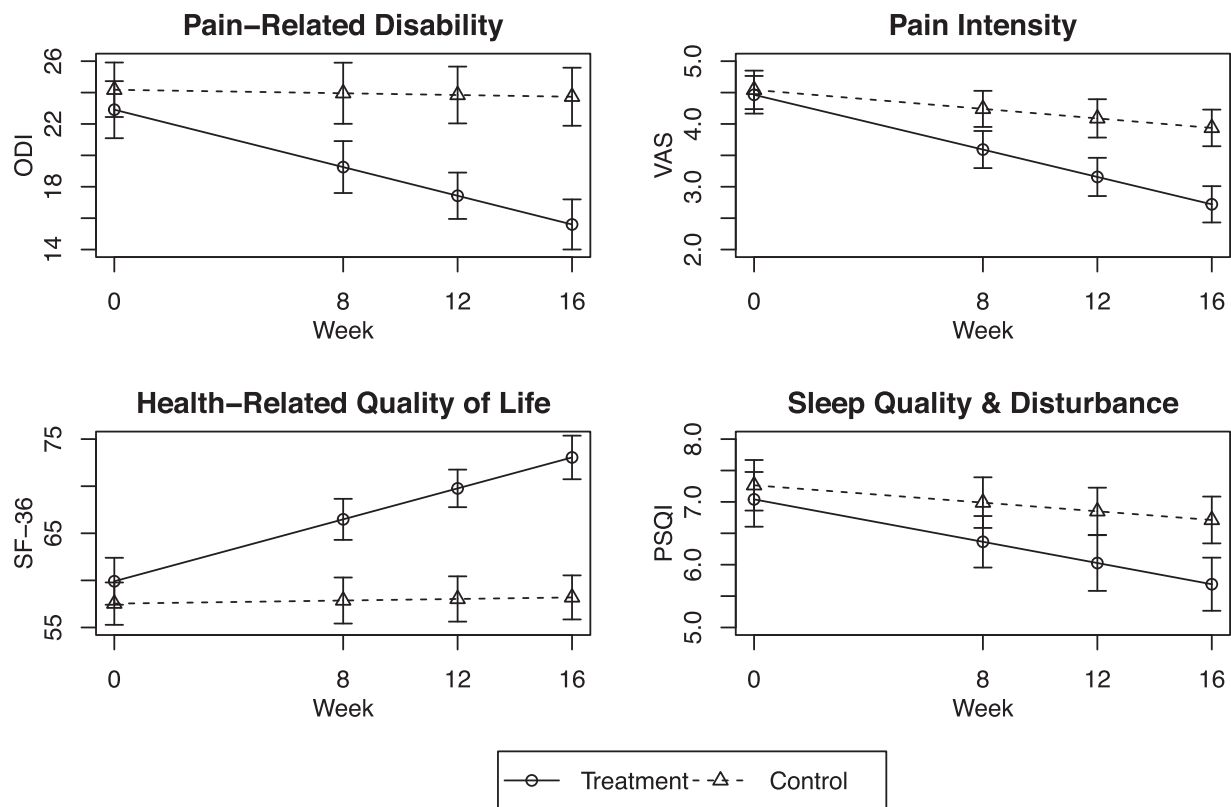 Pain–Related Disability
ODI
26
22
18
14
0 8 12 16
Week
Pain Intensity
VAS
5.0
4.0
3.0
2.0
0 8 12 16
Week
Health–Related Quality of Life
SF–36
75
65
55
0 8 12 16
Week
Sleep Quality & Disturbance
PSQI
8.0
7.0
6.0
5.0
0 8 12 16
Week
Treatment Control